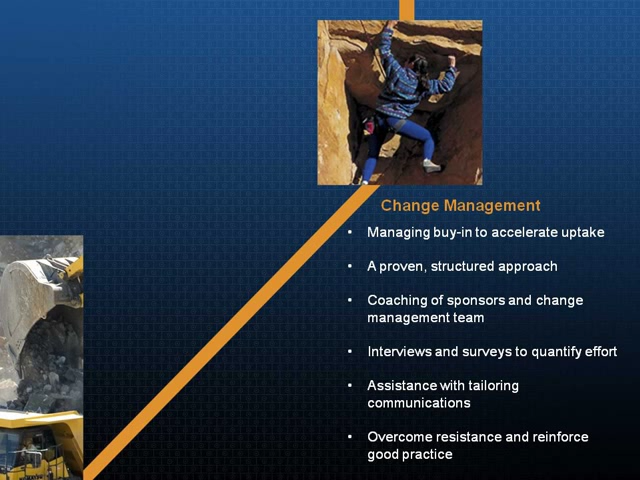 Change Management
• Managing buy-in to accelerate uptake
• A proven, structured approach
• Coaching of sponsors and change
management team
• Interviews and surveys to quantify effort
• Assistance with tailoring
communications
• Overcome resistance and reinforce
good practice